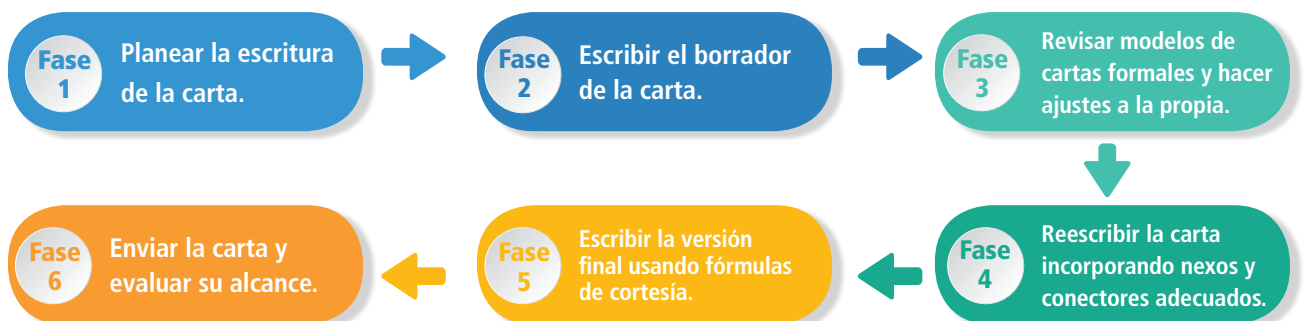 Fase
1
Planear la escritura
de la carta.
Fase
2
Escribir el borrador
de la carta.
Fase
3
Revisar modelos de
cartas formales y hacer
ajustes a la propia.
Fase
4
Reescribir la carta
incorporando nexos y
conectores adecuados.
Fase
5
Escribir la versión
final usando fórmulas
de cortesía.
Fase
6
Enviar la carta y
evaluar su alcance.